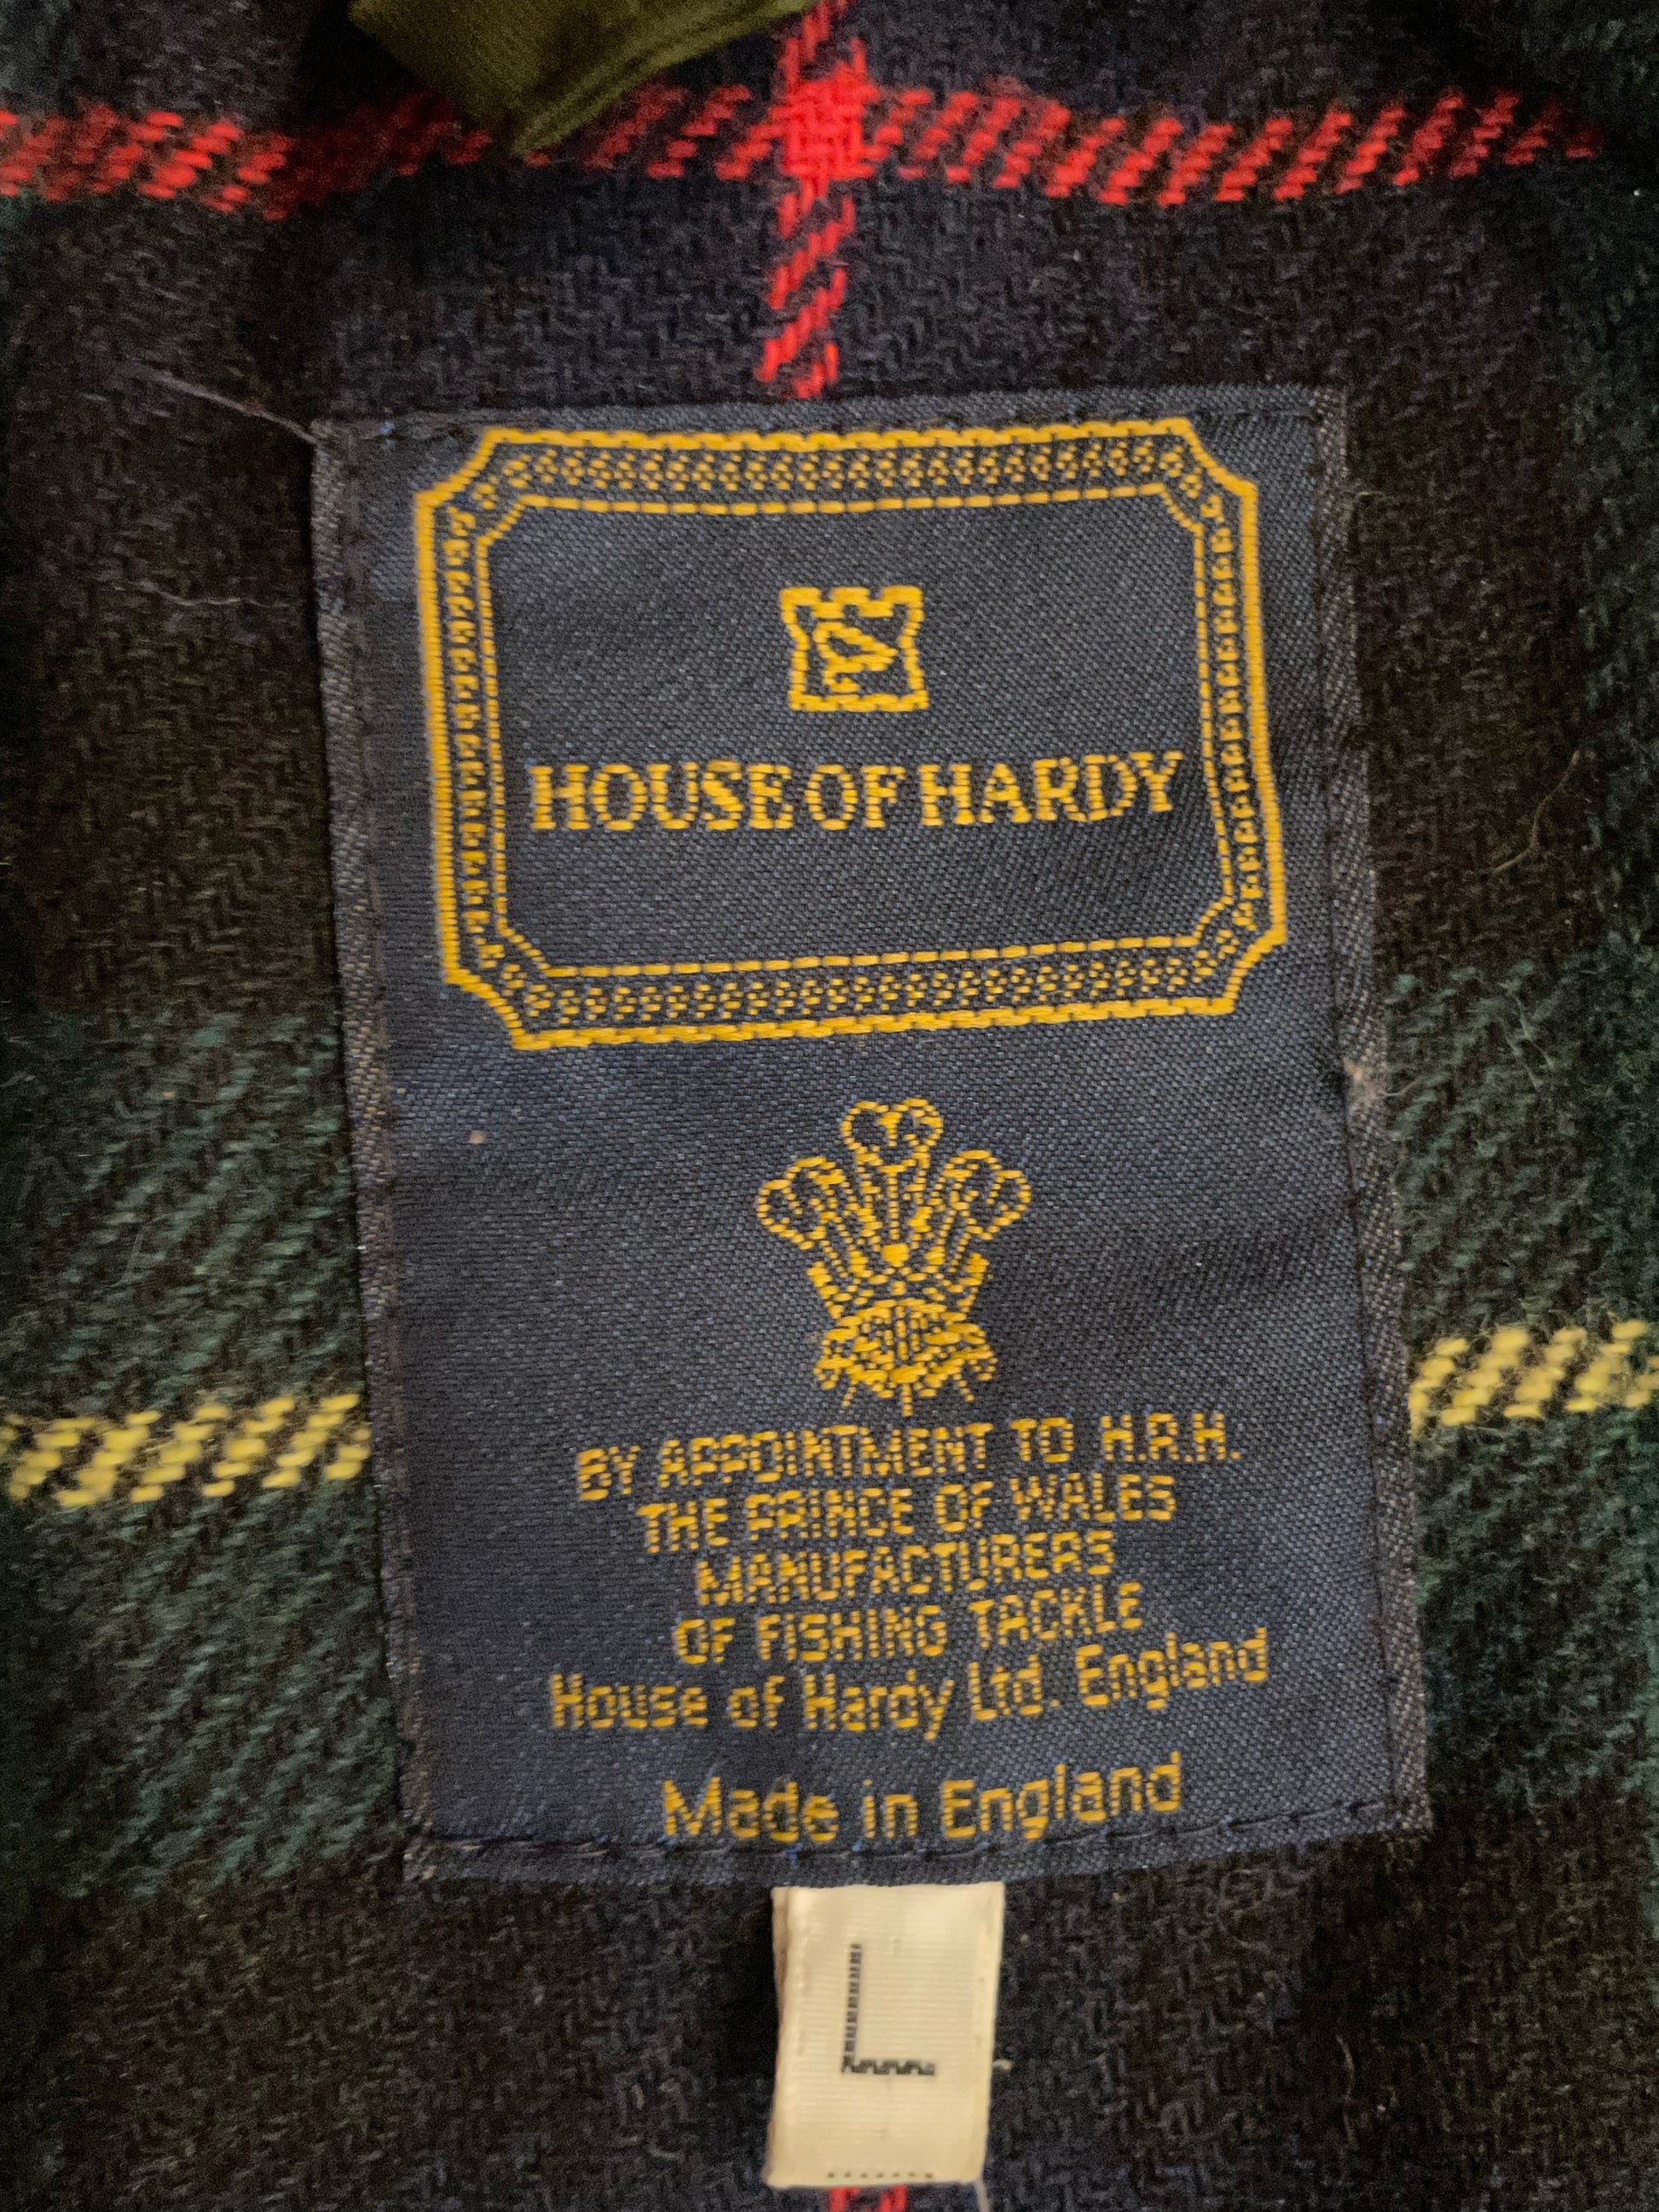 HOUSE OF HARDY
BY APPOINTMENT TO H.R.H.
THE PRINCE OF WALES
MANUFACTURERS
OF FISHING TACKLE
House of Hardy Ltd. England
Made in England
L